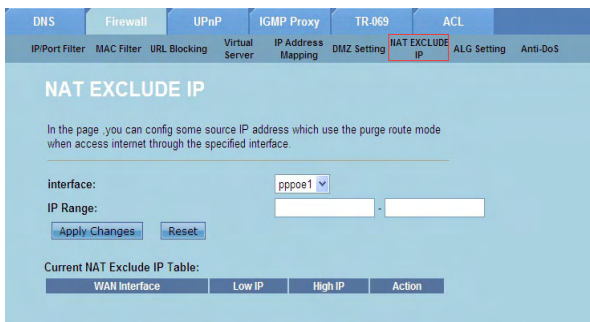 DNS Firewall UPnP IGMP Proxy TR-069 ACL
IP/Port Filter MAC Filter URL Blocking Virtual Server IP Address Mapping DMZ Setting NAT EXCLUDE IP ALG Setting Anti-DoS
NAT EXCLUDE IP
In the page ,you can config some source IP address which use the purge route mode
when access internet through the specified interface.
interface: pppoe1
IP Range: -
Apply Changes Reset
Current NAT Exclude IP Table:
WAN Interface Low IP High IP Action